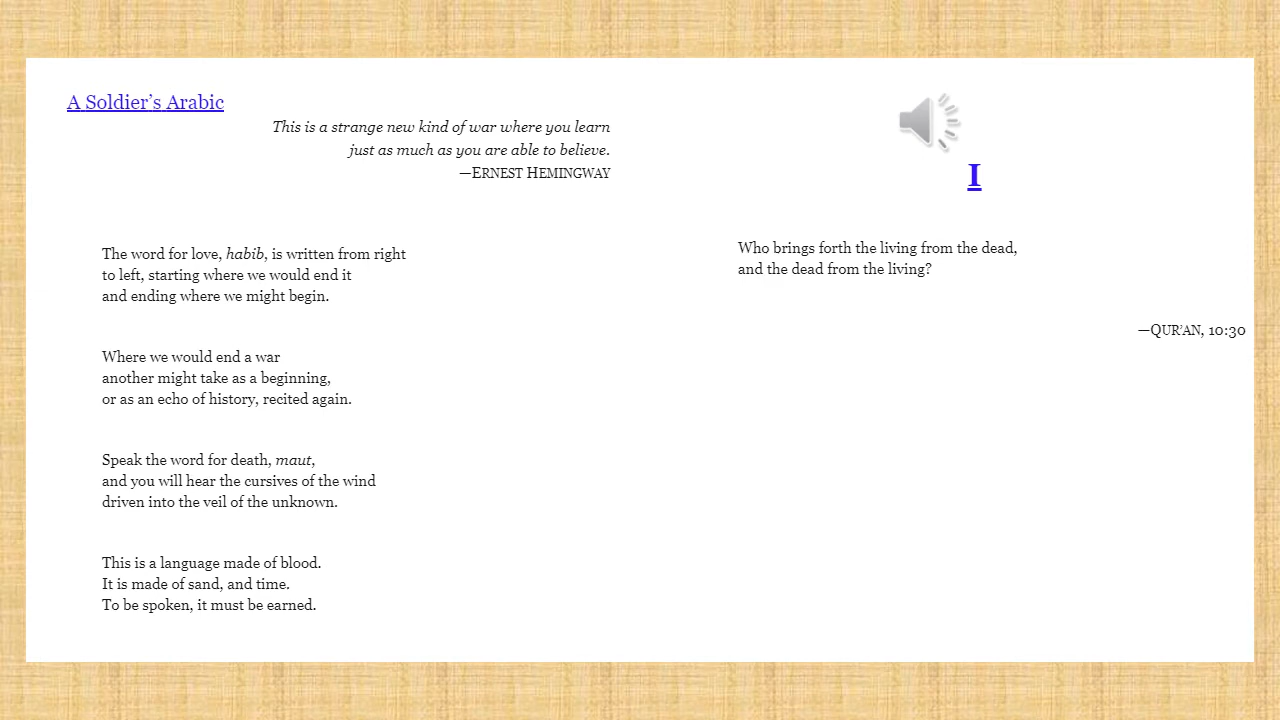 A Soldier’s Arabic
This is a strange new kind of war where you learn
just as much as you are able to believe.
—ERNEST HEMINGWAY
The word for love, habib, is written from right
to left, starting where we would end it
and ending where we might begin.
Where we would end a war
another might take as a beginning,
or as an echo of history, recited again.
Speak the word for death, maut,
and you will hear the cursives of the wind
driven into the veil of the unknown.
This is a language made of blood.
It is made of sand, and time.
To be spoken, it must be earned.
I
Who brings forth the living from the dead,
and the dead from the living?
—QUR’AN, 10:30